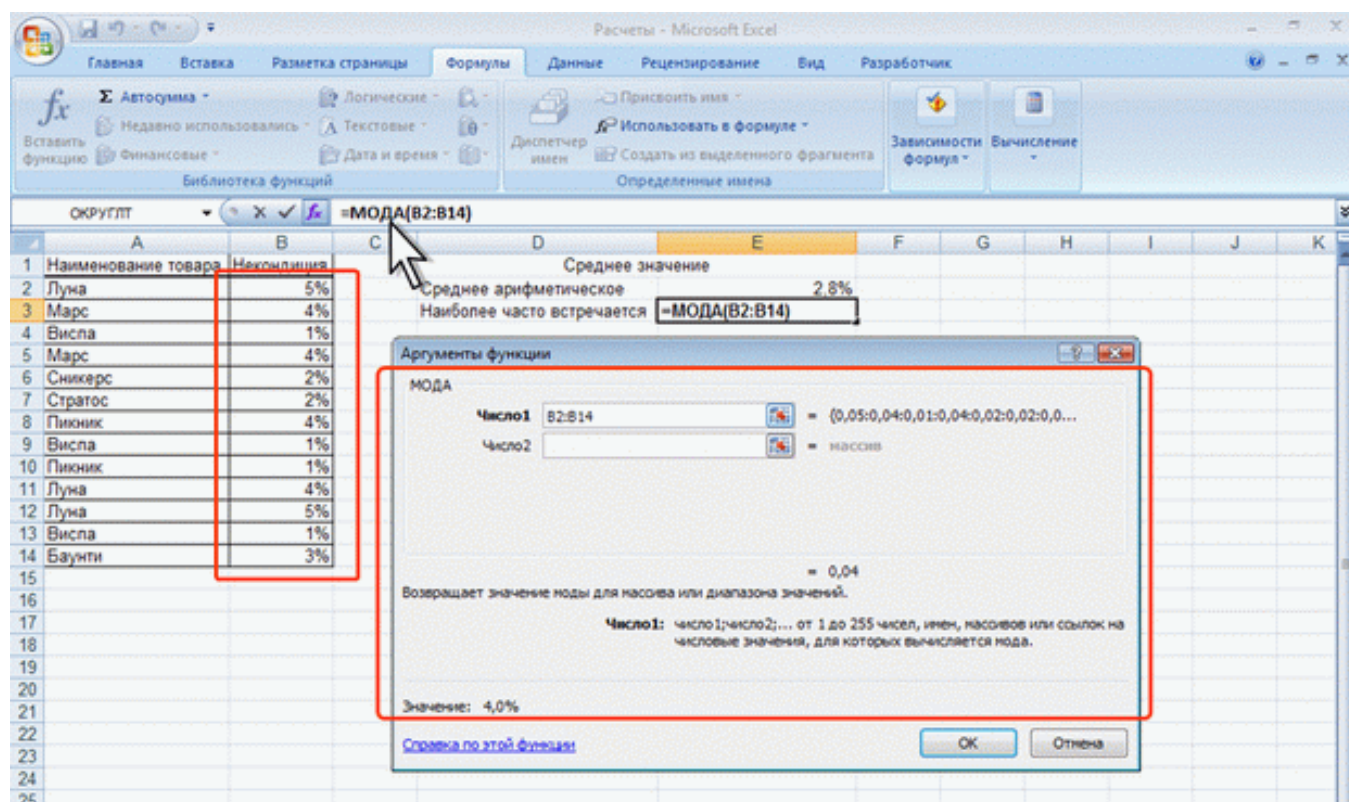 Расчеты - Microsoft Excel
Главная Вставка Разметка страницы Формулы Данные Рецензирование Вид Разработчик
Вставить функцию
Σ Автосумма
Недавно использовались
Финансовые
Логические
Текстовые
Дата и время
Библиотека функций
Диспетчер имен
Присвоить имя
Использовать в формуле
Создать из выделенного фрагмента
Определенные имена
Зависимости формул
Вычисление
ОКРУГЛТ fx =МОДА(B2:B14)
A B C D E F G H I J K
1 Наименование товара Некондиция Среднее значение
2 Луна 5% Среднее арифметическое 2,8%
3 Марс 4% Наиболее часто встречается =МОДА(B2:B14)
4 Виспа 1%
5 Марс 4%
6 Сникерс 2%
7 Стратос 2%
8 Пикник 4%
9 Виспа 1%
10 Пикник 1%
11 Луна 4%
12 Луна 5%
13 Виспа 1%
14 Баунти 3%
15
16
17
18
19
20
21
22
23
24
25
Аргументы функции
МОДА
Число1 B2:B14 = {0,05:0,04:0,01:0,04:0,02:0,02:0,0...
Число2 = массив
= 0,04
Возвращает значение моды для массива или диапазона значений.
Число1: число1;число2;... от 1 до 255 чисел, имен, массивов или ссылок на
числовые значения, для которых вычисляется мода.
Значение: 4,0%
Справка по этой функции ОК Отмена